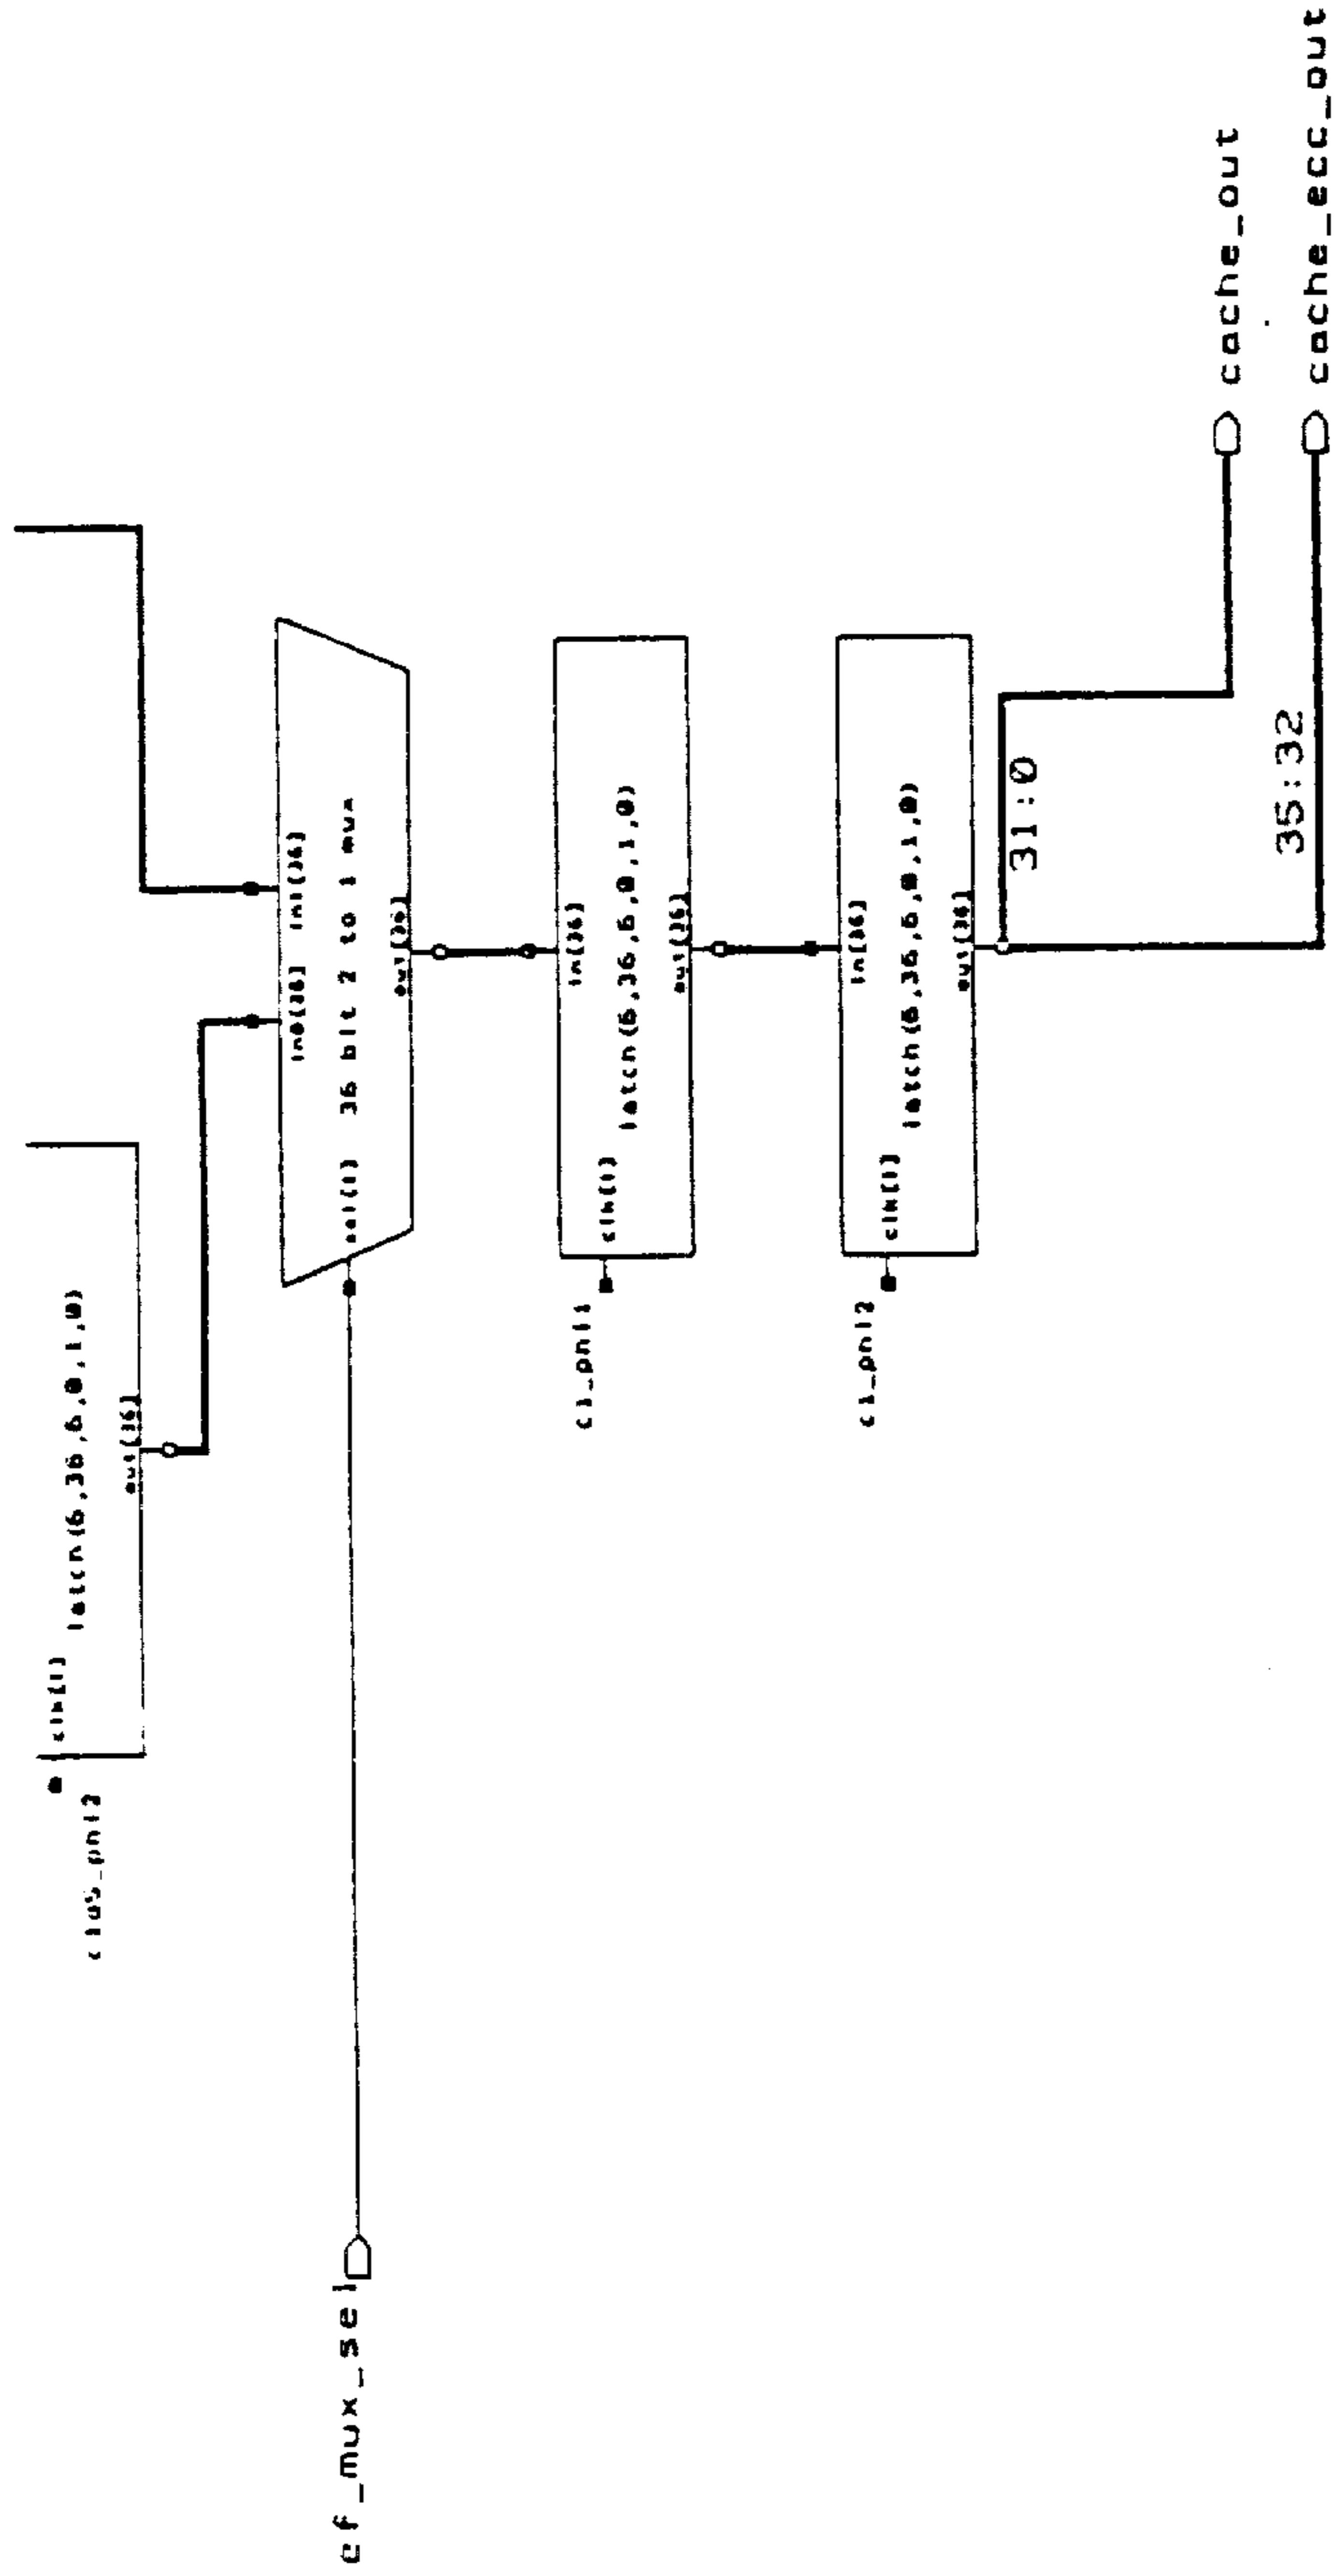 clk[1]
latch(6,36,6,0,1,0)
out[36]
in0[36]
in1[36]
sel[1]
36 bit 2 to 1 mux
out[36]
ef_mux_sel
in[36]
clk[1]
latch(6,36,6,0,1,0)
out[36]
in[36]
clk[1]
latch(6,36,6,0,1,0)
out[36]
31:0
35:32
cache_out
cache_ecc_out